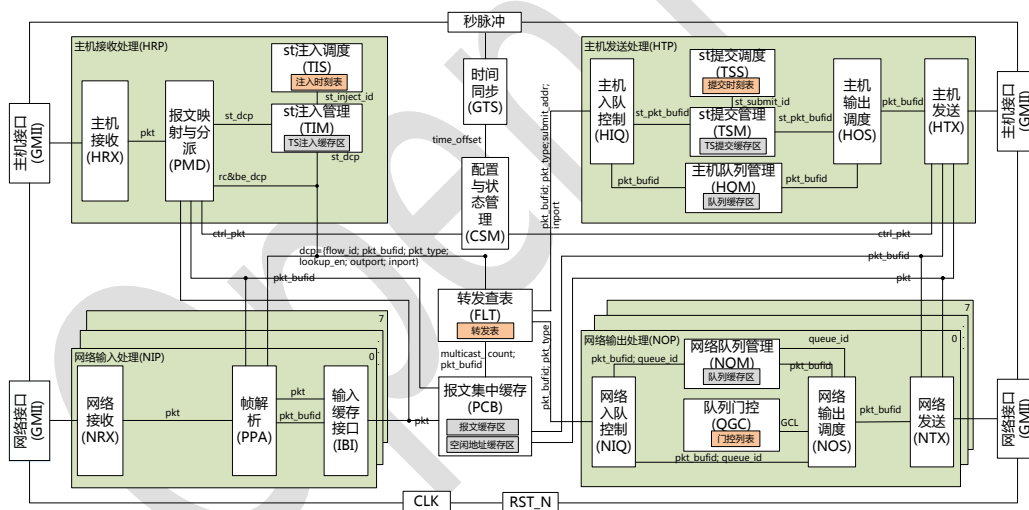 秒脉冲
主机接收处理(HRP)
st注入调度
(TIS)
注入时刻表
st_inject_id
主机
接收
(HRX)
pkt
报文映
射与分
派
(PMD)
st_dcp
st注入管理
(TIM)
TS注入缓存区
st_dcp
rc&be_dcp
主机接口
(GMII)
时间
同步
(GTS)
time_offset
配置
与状
态管
理
(CSM)
ctrl_pkt
主机发送处理(HTP)
主机
入队
控制
(HIQ)
st提交调度
(TSS)
提交时刻表
st_submit_id
st_pkt_bufid
st提交管理
(TSM)
TS提交缓存区
st_pkt_bufid
主机队列管理
(HQM)
队列缓存区
pkt_bufid
pkt_bufid
主机
输出
调度
(HOS)
pkt_bufid
主机
发送
(HTX)
主机接口
(GMII)
ctrl_pkt
pkt_bufid; pkt_type;submit_addr;
inport
dcp={flow_id; pkt_bufid; pkt_type;
lookup_en; outport; inport}
pkt_bufid
pkt_bufid
pkt
转发查表
(FLT)
转发表
multicast_count;
pkt_bufid
pkt_bufid; pkt_type
报文集中缓存
(PCB)
报文缓存区
空闲地址缓存区
pkt
7
0
网络输入处理(NIP)
网络
接收
(NRX)
pkt
帧解
析
(PPA)
pkt
pkt_bufid
输入
缓存
接口
(IBI)
网络接口
(GMII)
7
0
网络输出处理(NOP)
网络
入队
控制
(NIQ)
pkt_bufid; queue_id
网络队列管理
(NQM)
队列缓存区
queue_id
pkt_bufid
队列门控
(QGC)
门控列表
GCL
pkt_bufid; queue_id
网络
输出
调度
(NOS)
pkt_bufid
网络
发送
(NTX)
网络接口
(GMII)
CLK
RST_N